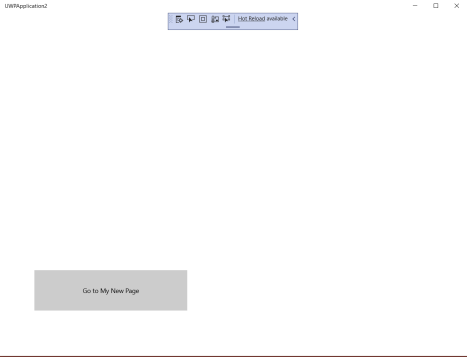 UWPApplication2
Hot Reload available
Go to My New Page